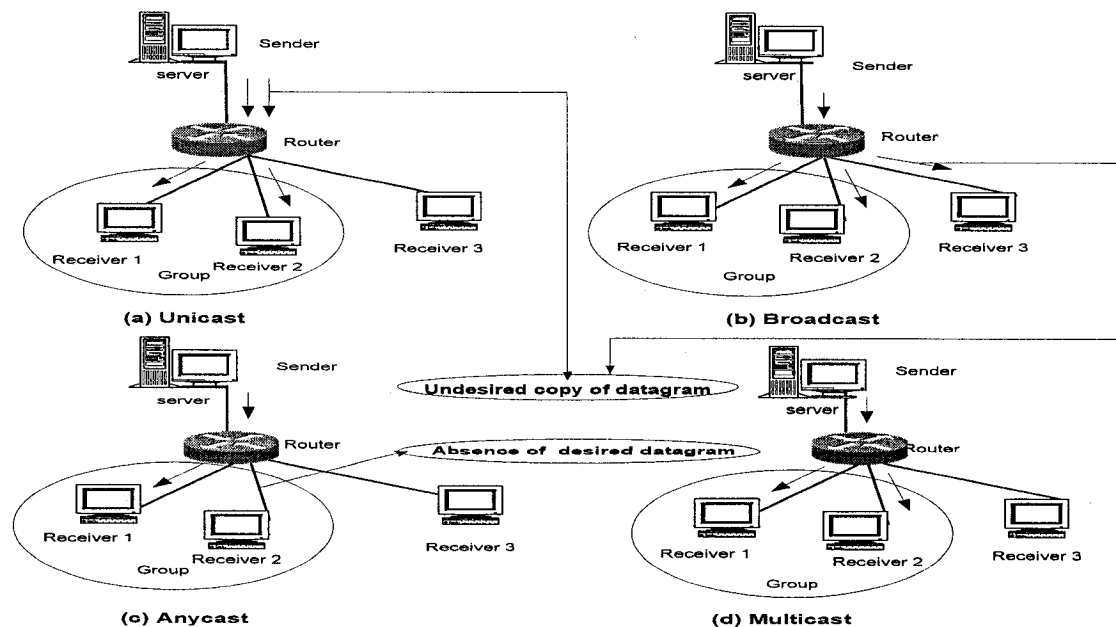 Sender
server
Router
Receiver 1
Receiver 2
Receiver 3
Group
(a) Unicast
Sender
server
Router
Receiver 1
Receiver 2
Receiver 3
Group
(b) Broadcast
Undesired copy of datagram
Absence of desired datagram
Sender
server
Router
Receiver 1
Receiver 2
Receiver 3
Group
(c) Anycast
Sender
server
Router
Receiver 1
Receiver 2
Receiver 3
Group
(d) Multicast